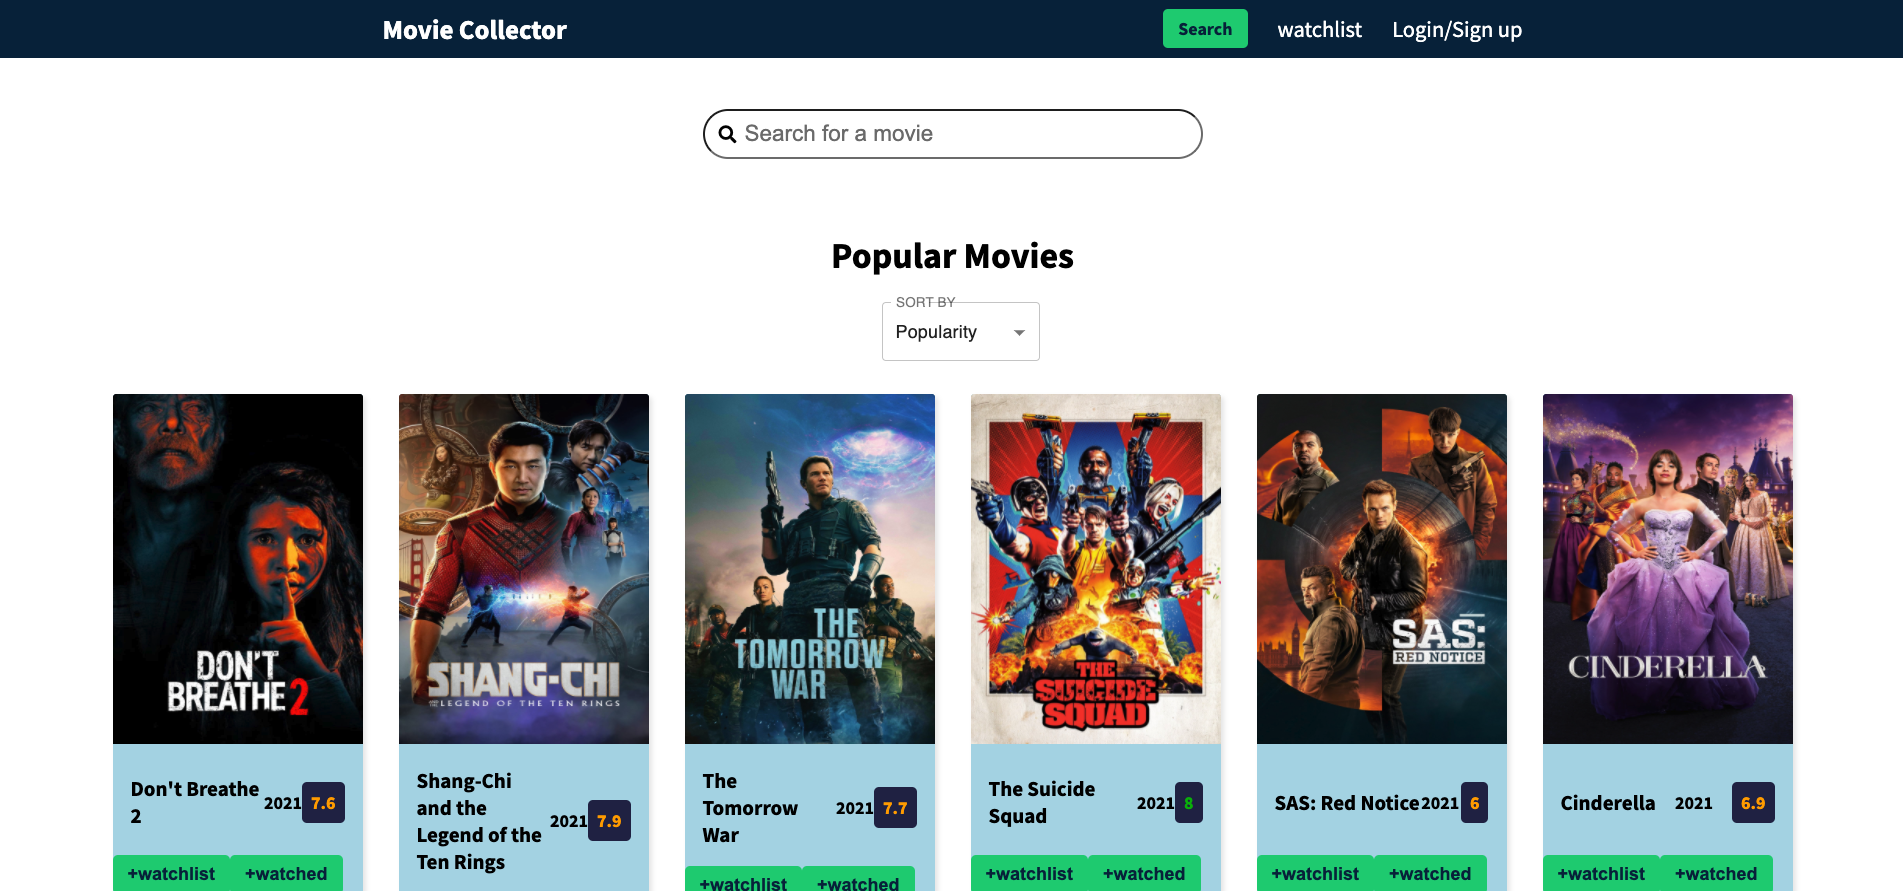 Movie Collector
Search
watchlist
Login/Sign up
Search for a movie
Popular Movies
SORT BY
Popularity
DON'T
BREATHE 2
SHANG-CHI
AND THE LEGEND OF THE TEN RINGS
THE
TOMORROW
WAR
THE
SUICIDE
SQUAD
SAS:
RED NOTICE
CINDERELLA
Don't Breathe
2
2021
7.6
Shang-Chi
and the
Legend of the
Ten Rings
2021
7.9
The
Tomorrow
War
2021
7.7
The Suicide
Squad
2021
8
SAS: Red Notice
2021
6
Cinderella
2021
6.9
+watchlist
+watched
+watchlist
+watched
+watchlist
+watched
+watchlist
+watched
+watchlist
+watched